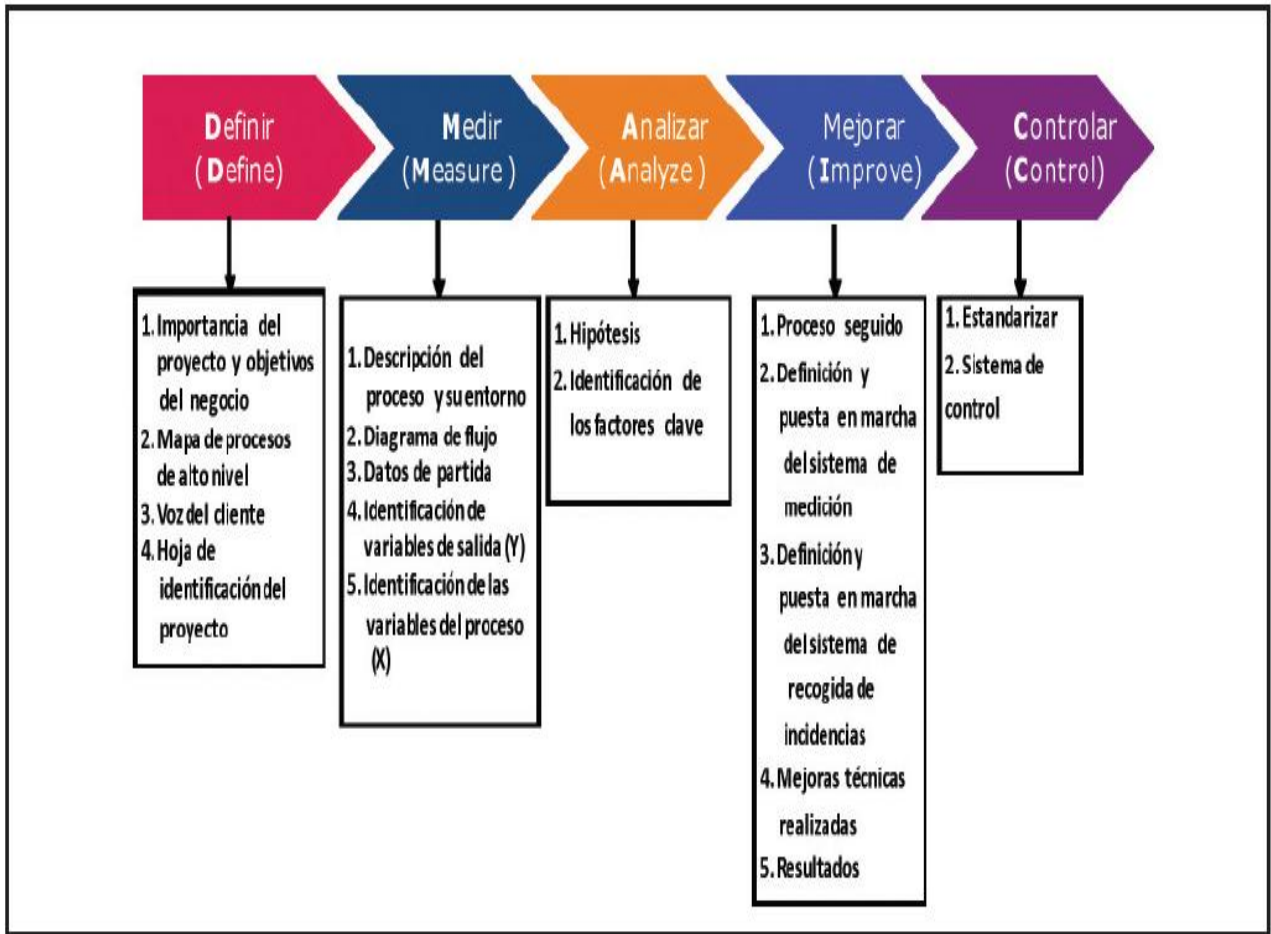 Definir
(Define)
Medir
(Measure)
Analizar
(Analyze)
Mejorar
(Improve)
Controlar
(Control)
1. Importancia del
proyecto y objetivos
del negocio
2. Mapa de procesos
de alto nivel
3. Voz del cliente
4. Hoja de
identificación del
proyecto
1. Descripción del
proceso y su entorno
2. Diagrama de flujo
3. Datos de partida
4. Identificación de
variables de salida (Y)
5. Identificación de las
variables del proceso
(X)
1. Hipótesis
2. Identificación de
los factores clave
1. Proceso seguido
2. Definición y
puesta en marcha
del sistema de
medición
3. Definición y
puesta en marcha
del sistema de
recogida de
incidencias
4. Mejoras técnicas
realizadas
5. Resultados
1. Estandarizar
2. Sistema de
control